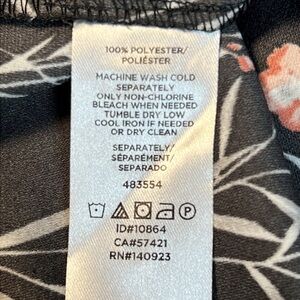 100% POLYESTER/
POLIÉSTER
MACHINE WASH COLD
SEPARATELY
ONLY NON-CHLORINE
BLEACH WHEN NEEDED
TUMBLE DRY LOW
COOL IRON IF NEEDED
OR DRY CLEAN
SEPARATELY/
SÉPARÉMENT/
SEPARADO
483554
P
ID#10864
CA#57421
RN#140923